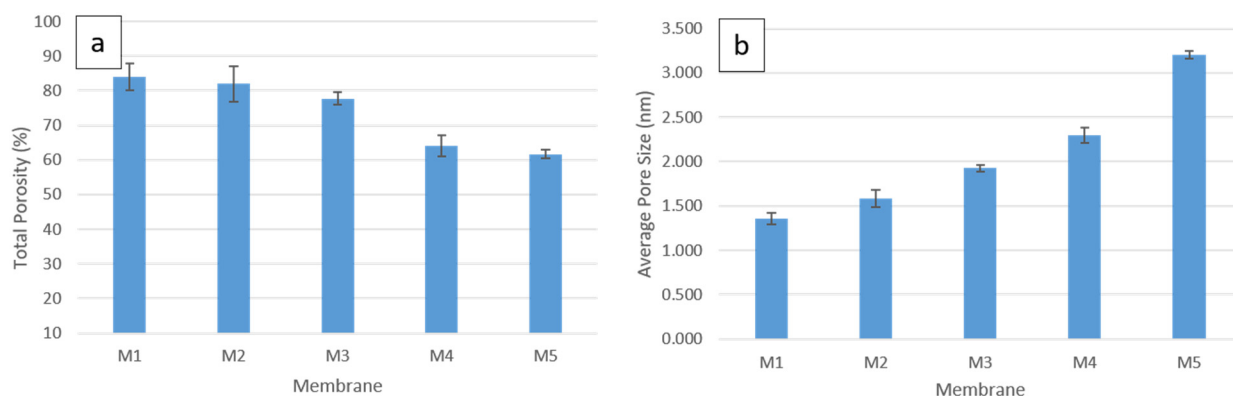 a
Total Porosity (%)
100
90
80
70
60
50
40
30
20
10
M1 M2 M3 M4 M5
Membrane
b
Average Pore Size (nm)
3.500
3.000
2.500
2.000
1.500
1.000
0.500
0.000
M1 M2 M3 M4 M5
Membrane